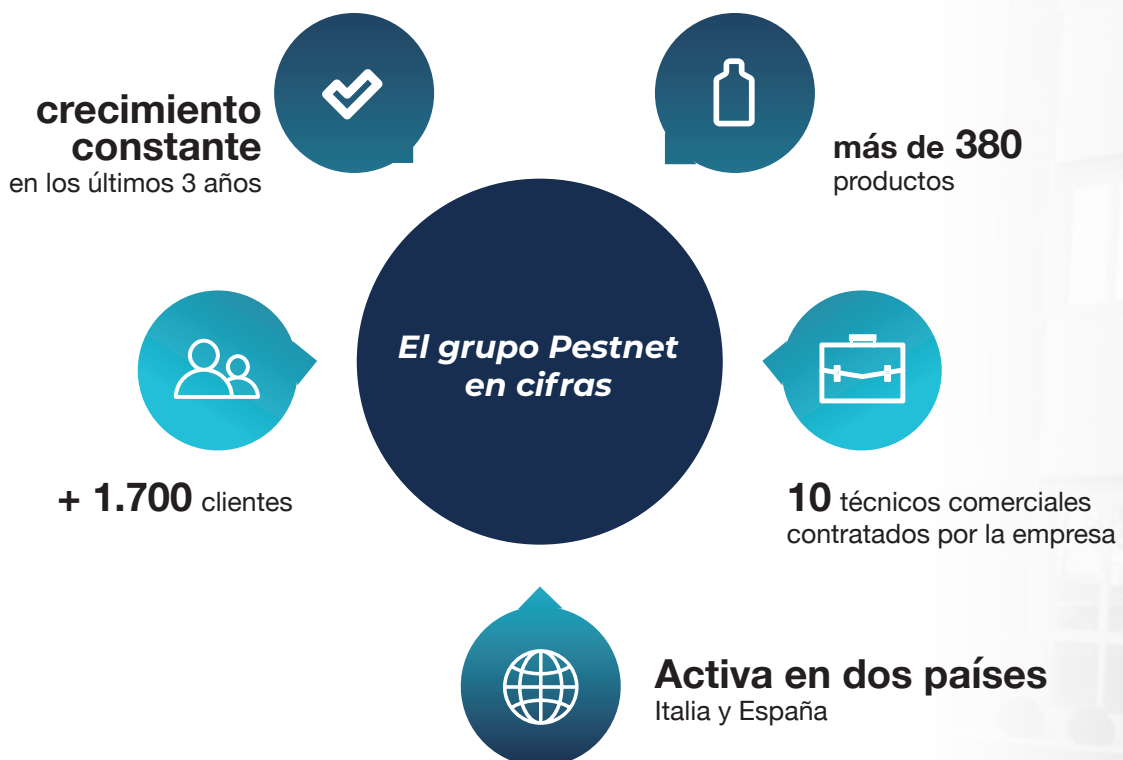 crecimiento
constante
en los últimos 3 años
más de 380
productos
El grupo Pestnet
en cifras
+ 1.700 clientes
10 técnicos comerciales
contratados por la empresa
Activa en dos países
Italia y España